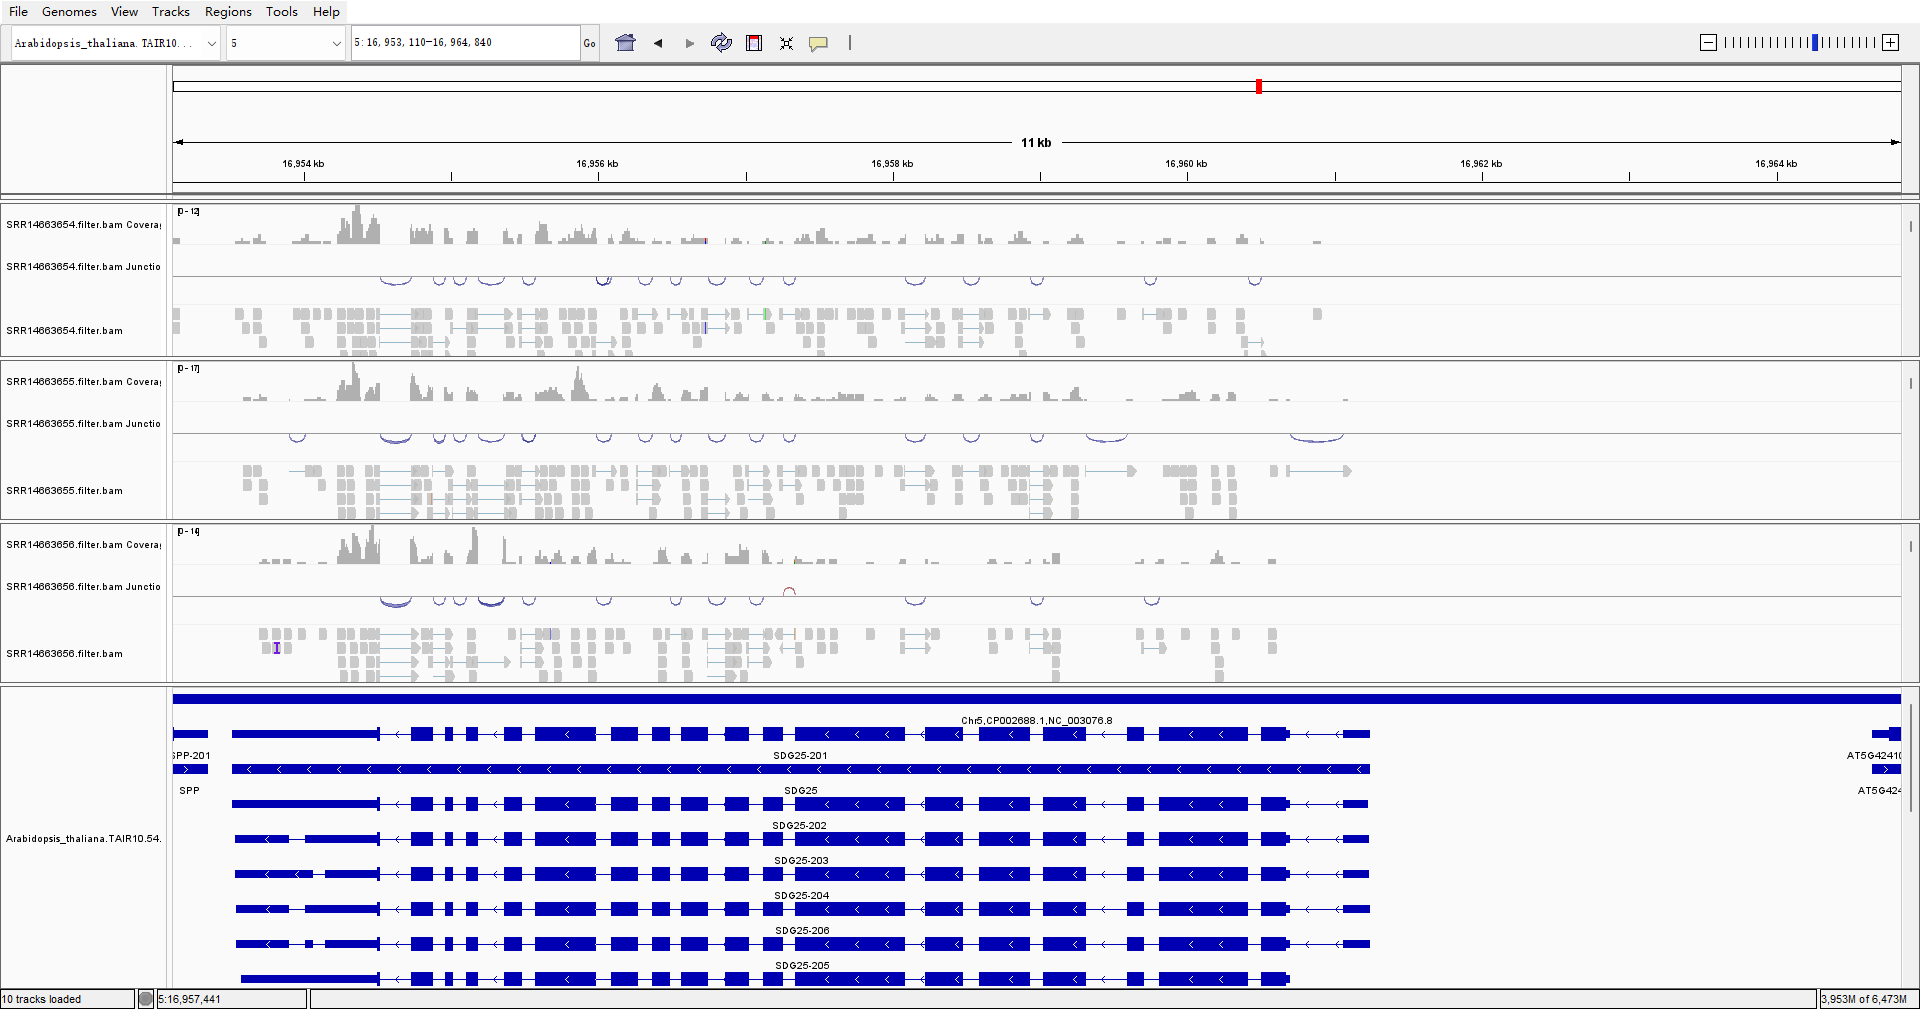 File Genomes View Tracks Regions Tools Help
Arabidopsis_thaliana.TAIR10... 5 5:16,953,110-16,964,840 Go
11 kb
16,954 kb 16,956 kb 16,958 kb 16,960 kb 16,962 kb 16,964 kb
[0 - 12]
SRR14663654.filter.bam Covera
SRR14663654.filter.bam Junctio
SRR14663654.filter.bam
[0 - 17]
SRR14663655.filter.bam Covera
SRR14663655.filter.bam Junctio
SRR14663655.filter.bam
SRR14663656.filter.bam Covera
SRR14663656.filter.bam Junctio
SRR14663656.filter.bam
Chr5,CP002688.1,NC_003076.8
SPP-201 SDG25-201 AT5G4241
SPP SDG25 AT5G424
SDG25-202
Arabidopsis_thaliana.TAIR10.54.
SDG25-203
SDG25-204
SDG25-206
SDG25-205
10 tracks loaded 5:16,957,441 3,953M of 6,473M